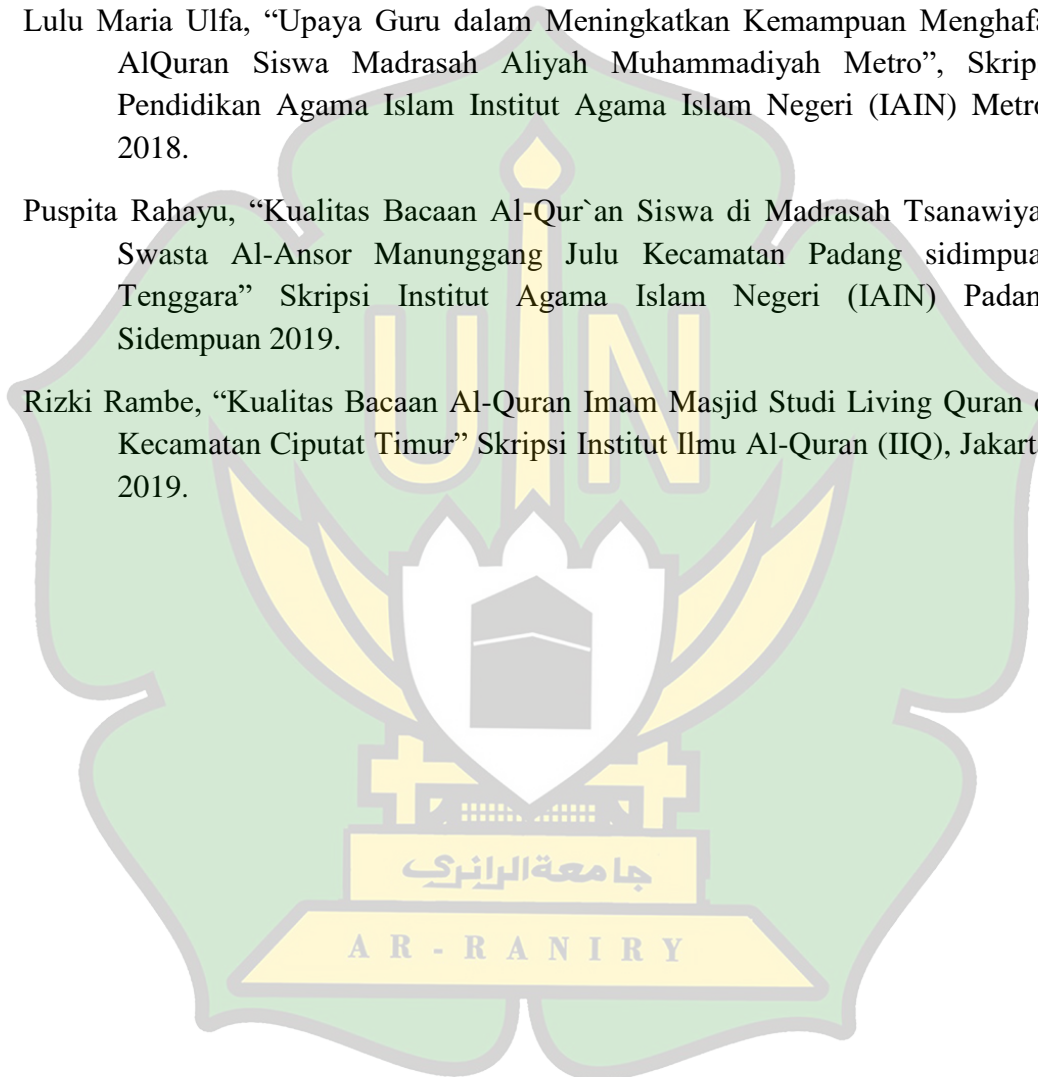 Lulu Maria Ulfa, “Upaya Guru dalam Meningkatkan Kemampuan Menghafa
AlQuran Siswa Madrasah Aliyah Muhammadiyah Metro”, Skrip
Pendidikan Agama Islam Institut Agama Islam Negeri (IAIN) Metro
2018.
Puspita Rahayu, “Kualitas Bacaan Al-Qur`an Siswa di Madrasah Tsanawiya
Swasta Al-Ansor Manunggang Julu Kecamatan Padang sidimpua
Tenggara” Skripsi Institut Agama Islam Negeri (IAIN) Padan
Sidempuan 2019.
Rizki Rambe, “Kualitas Bacaan Al-Quran Imam Masjid Studi Living Quran
Kecamatan Ciputat Timur” Skripsi Institut Ilmu Al-Quran (IIQ), Jakart
2019.
UIN
جامعةالرانري
AR-RANIRY